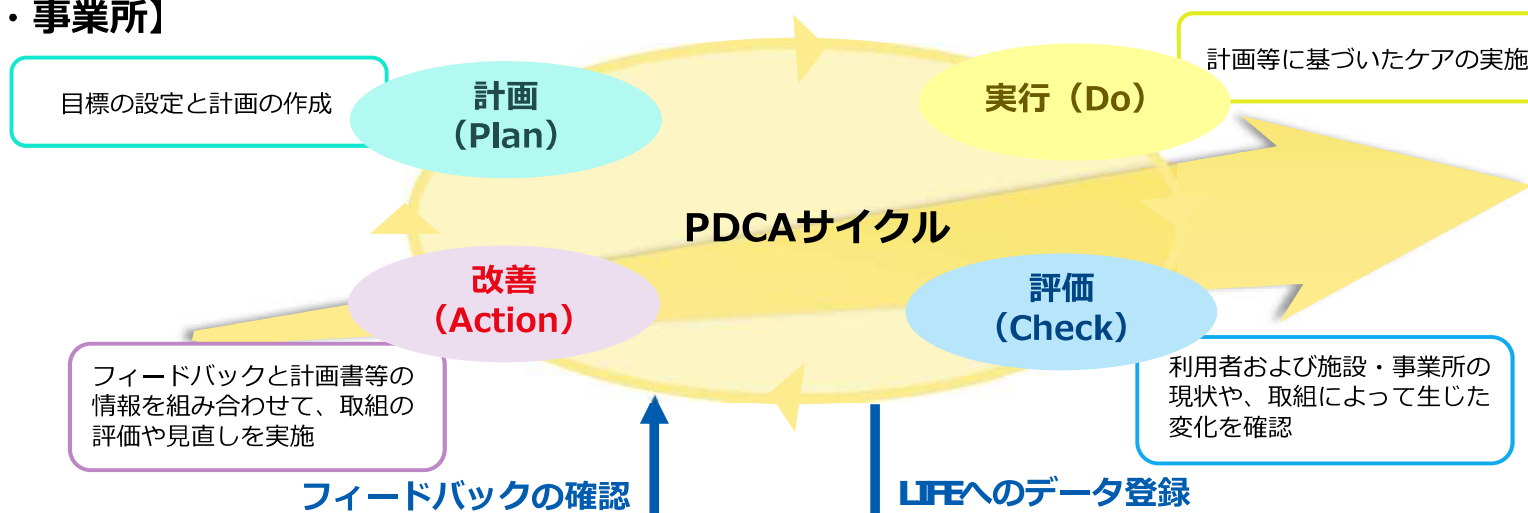 ・事業所】
目標の設定と計画の作成
計画
（Plan）
実行（Do）
計画等に基づいたケアの実施
PDCAサイクル
改善
（Action）
評価
（Check）
フィードバックと計画書等の
情報を組み合わせて、取組の
評価や見直しを実施
利用者および施設・事業所の
現状や、取組によって生じた
変化を確認
フィードバックの確認
LIFEへのデータ登録